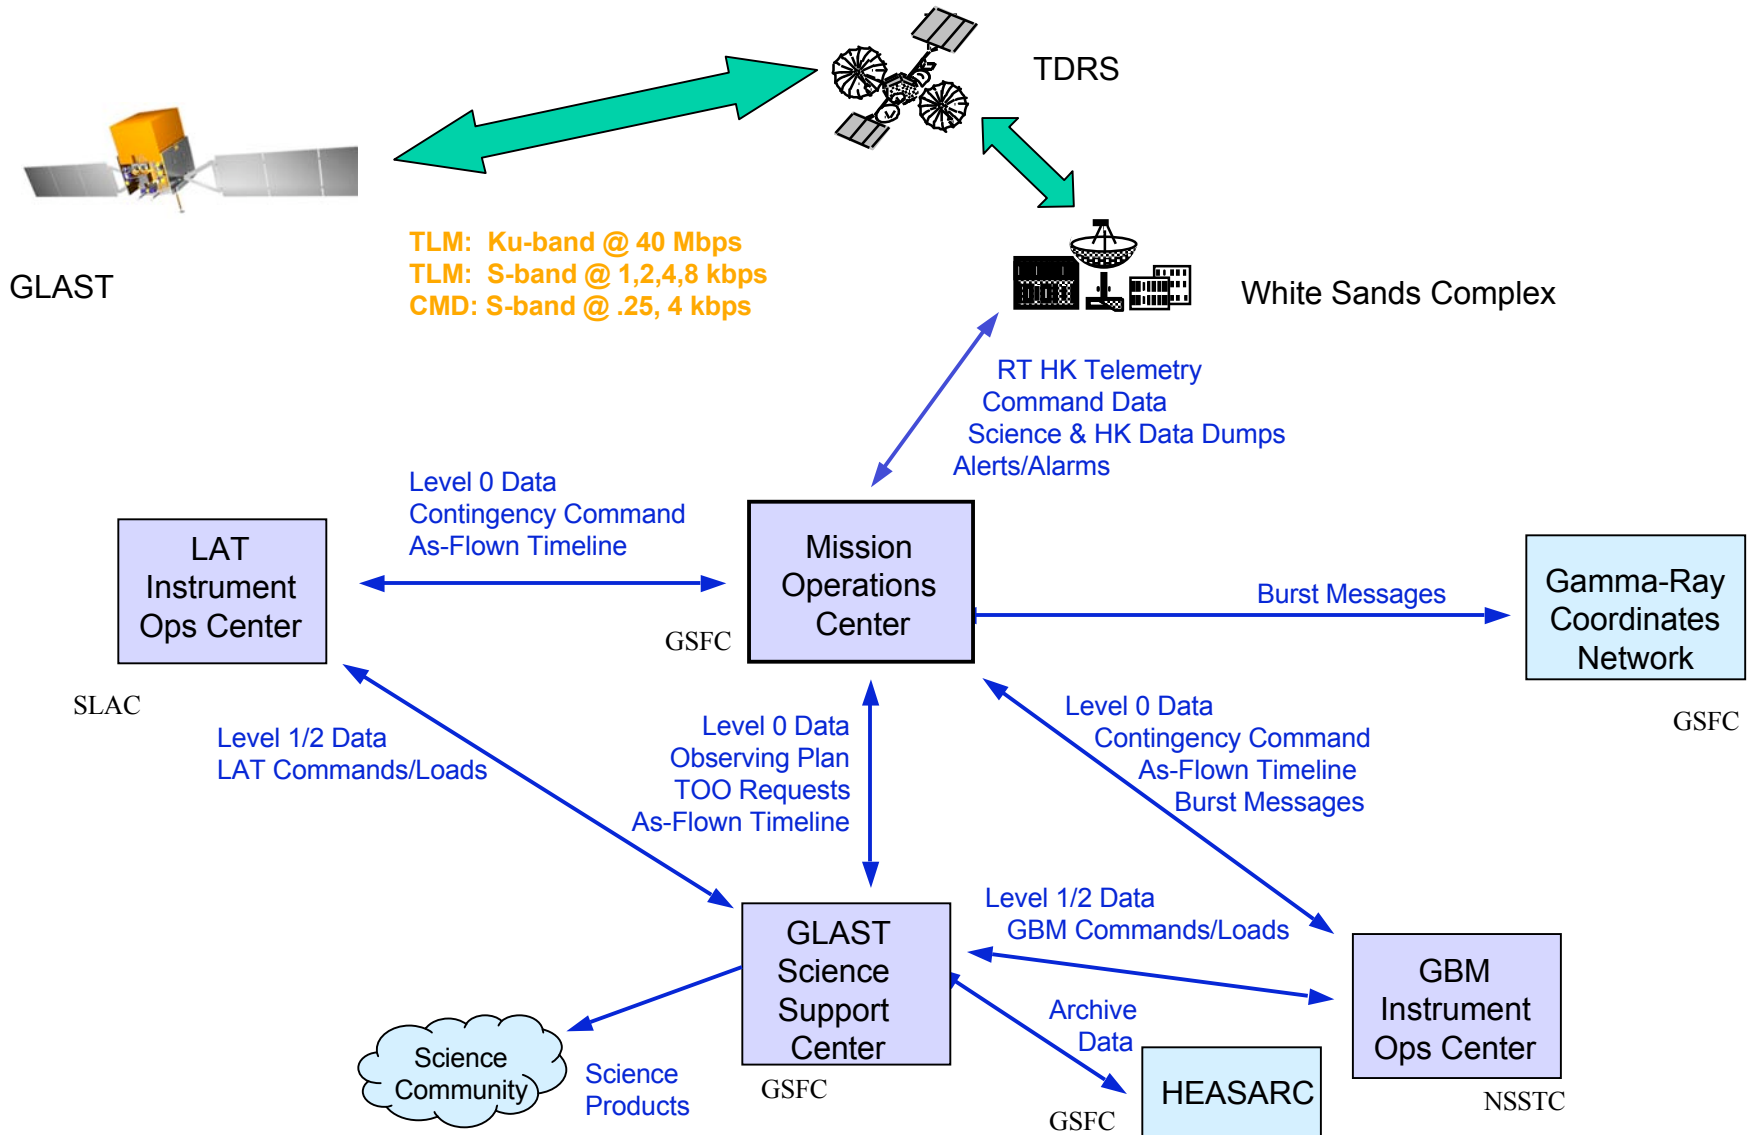 TDRS
GLAST
TLM:  Ku-band @ 40 Mbps
TLM:  S-band @ 1,2,4,8 kbps
CMD: S-band @ .25, 4 kbps
White Sands Complex
RT HK Telemetry
Command Data
Science & HK Data Dumps
Alerts/Alarms
Level 0 Data
Contingency Command
As-Flown Timeline
LAT
Instrument
Ops Center
SLAC
Mission
Operations
Center
GSFC
Burst Messages
Gamma-Ray
Coordinates
Network
GSFC
Level 1/2 Data
LAT Commands/Loads
Level 0 Data
Observing Plan
TOO Requests
As-Flown Timeline
Level 0 Data
Contingency Command
As-Flown Timeline
Burst Messages
Level 1/2 Data
GBM Commands/Loads
GLAST
Science
Support
Center
GSFC
GBM
Instrument
Ops Center
NSSTC
Science
Community
Science
Products
Archive
Data
HEASARC
GSFC